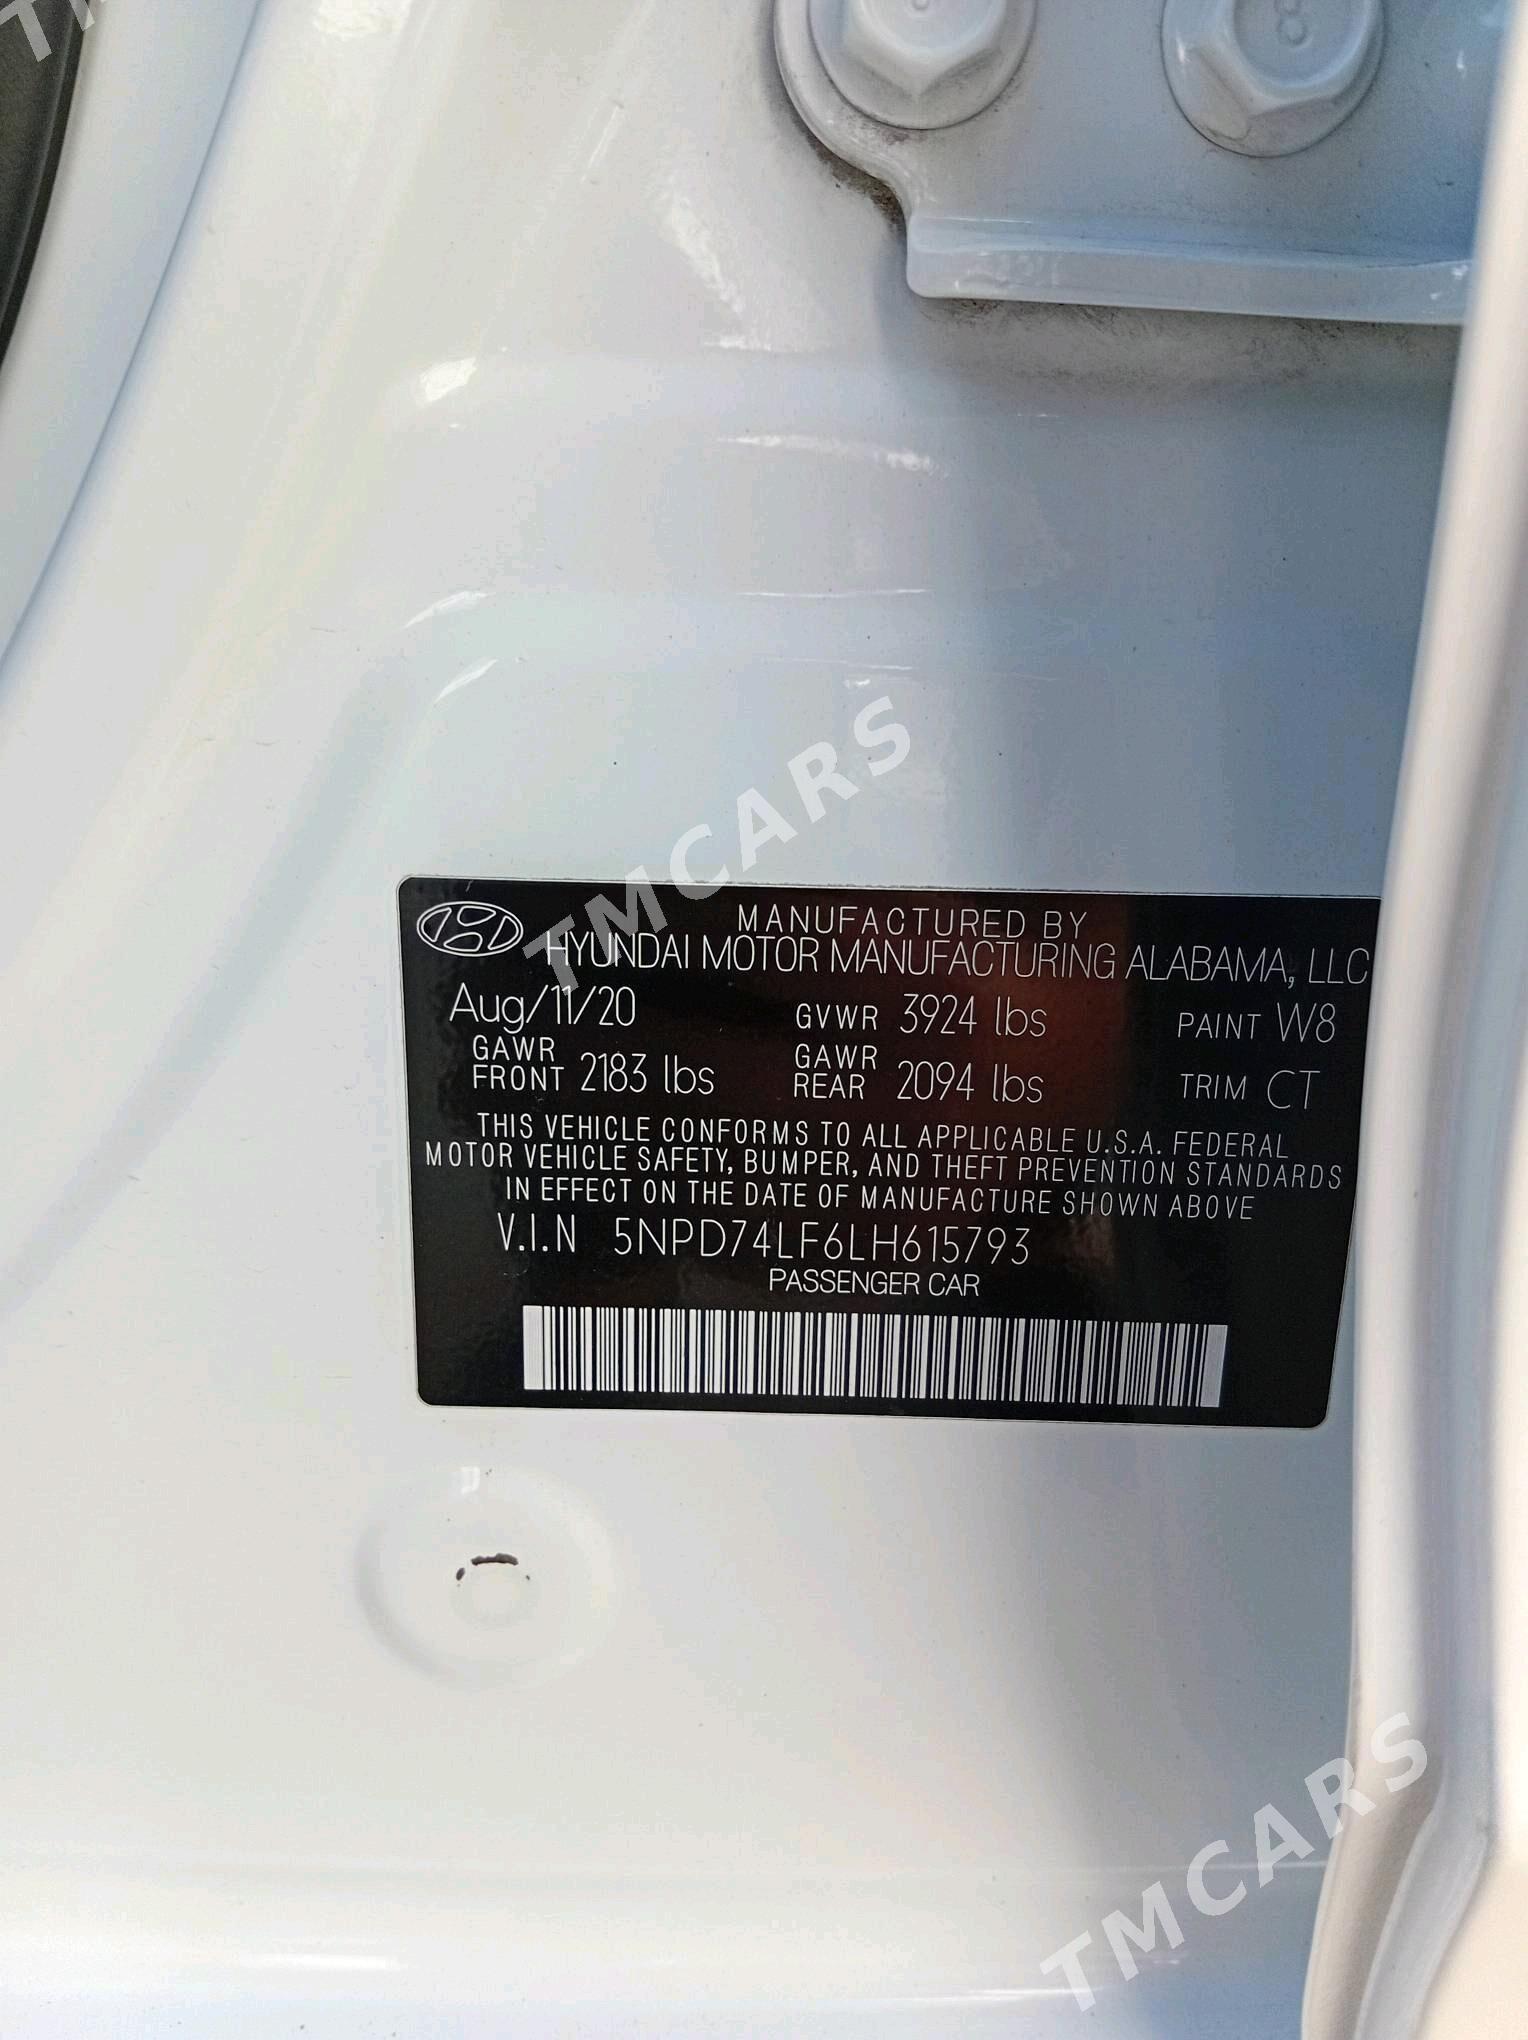 TMCARS
MANUFACTURED BY
HYUNDAI MOTOR MANUFACTURING ALABAMA, LLC
Aug/11/20 GVWR 3924 lbs PAINT W8
GAWR FRONT 2183 lbs GAWR REAR 2094 lbs TRIM CT
THIS VEHICLE CONFORMS TO ALL APPLICABLE U.S.A. FEDERAL
MOTOR VEHICLE SAFETY, BUMPER, AND THEFT PREVENTION STANDARDS
IN EFFECT ON THE DATE OF MANUFACTURE SHOWN ABOVE
V.I.N 5NPD74LF6LH615793
PASSENGER CAR
TMCARS